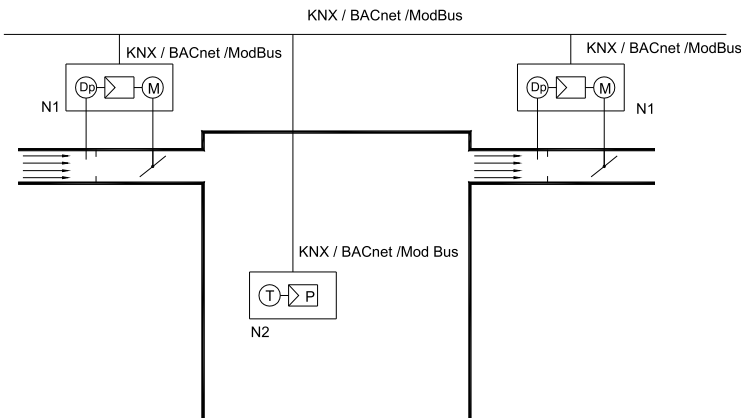 KNX / BACnet /ModBus
KNX / BACnet /ModBus
KNX / BACnet /ModBus
Dp
M
N1
Dp
M
N1
KNX / BACnet /Mod Bus
T
P
N2